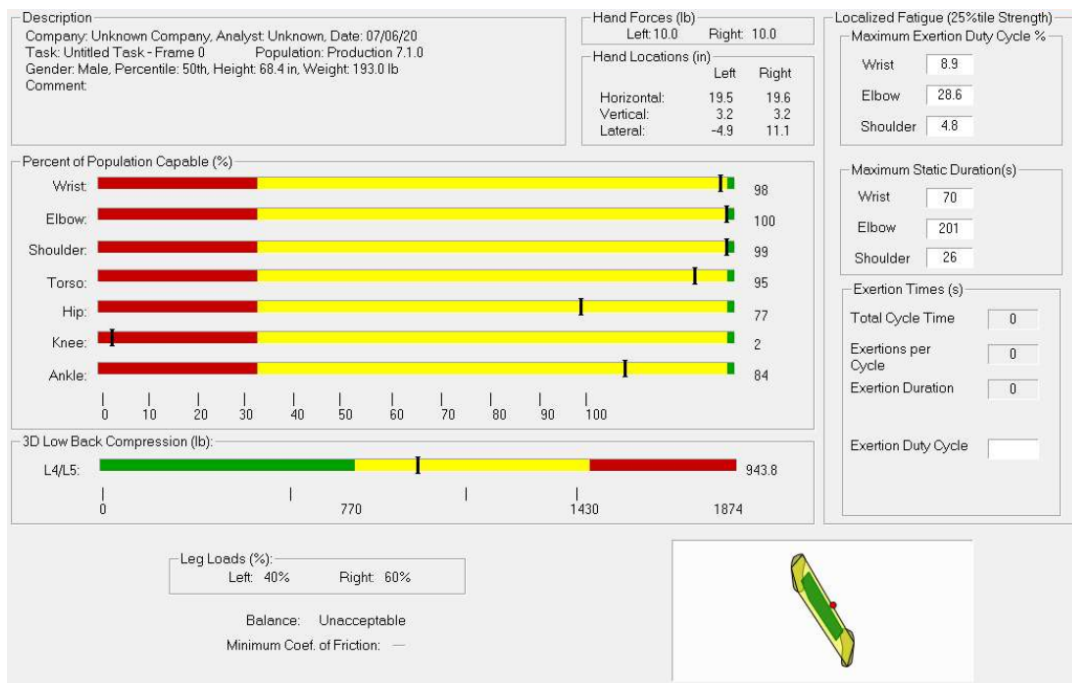 Description
Company: Unknown Company, Analyst: Unknown, Date: 07/06/20
Task: Untitled Task - Frame 0 Population: Production 7.1.0
Gender: Male, Percentile: 50th, Height: 68.4 in, Weight: 193.0 lb
Comment:
Hand Forces (lb)
Left: 10.0 Right: 10.0
Hand Locations (in)
Left Right
Horizontal: 19.5 19.6
Vertical: 3.2 3.2
Lateral: -4.9 11.1
Localized Fatigue (25%tile Strength)
Maximum Exertion Duty Cycle %
Wrist 8.9
Elbow 28.6
Shoulder 4.8
Maximum Static Duration(s)
Wrist 70
Elbow 201
Shoulder 26
Exertion Times (s)
Total Cycle Time 0
Exertions per
Cycle 0
Exertion Duration 0
Exertion Duty Cycle
Percent of Population Capable (%)
Wrist: 98
Elbow: 100
Shoulder: 99
Torso: 95
Hip: 77
Knee: 2
Ankle: 84
0 10 20 30 40 50 60 70 80 90 100
3D Low Back Compression (lb):
L4/L5: 943.8
0 770 1430 1874
Leg Loads (%):
Left: 40% Right: 60%
Balance: Unacceptable
Minimum Coef. of Friction: —